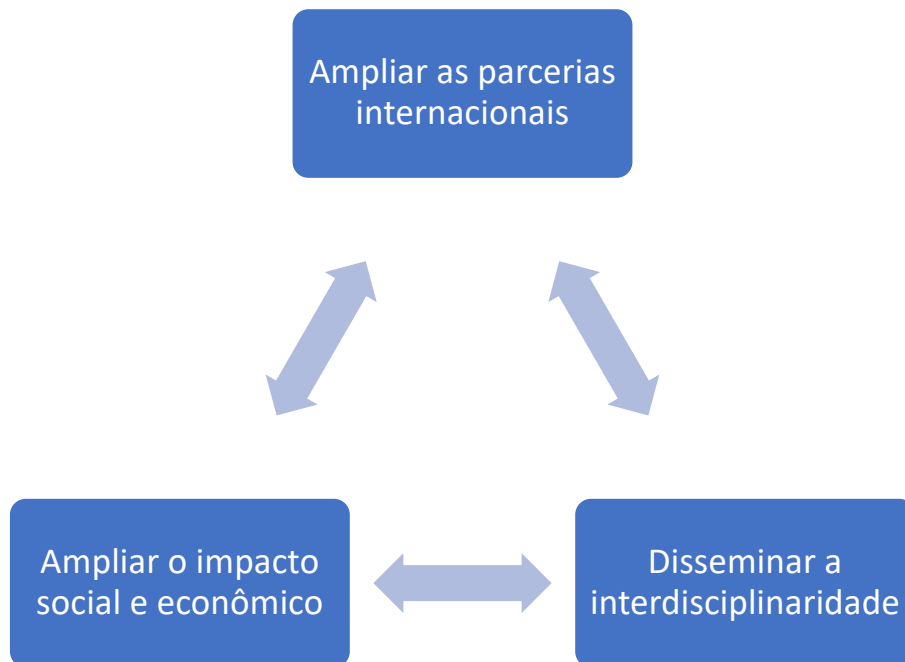 Ampliar as parcerias
internacionais
Ampliar o impacto
social e econômico
Disseminar a
interdisciplinaridade